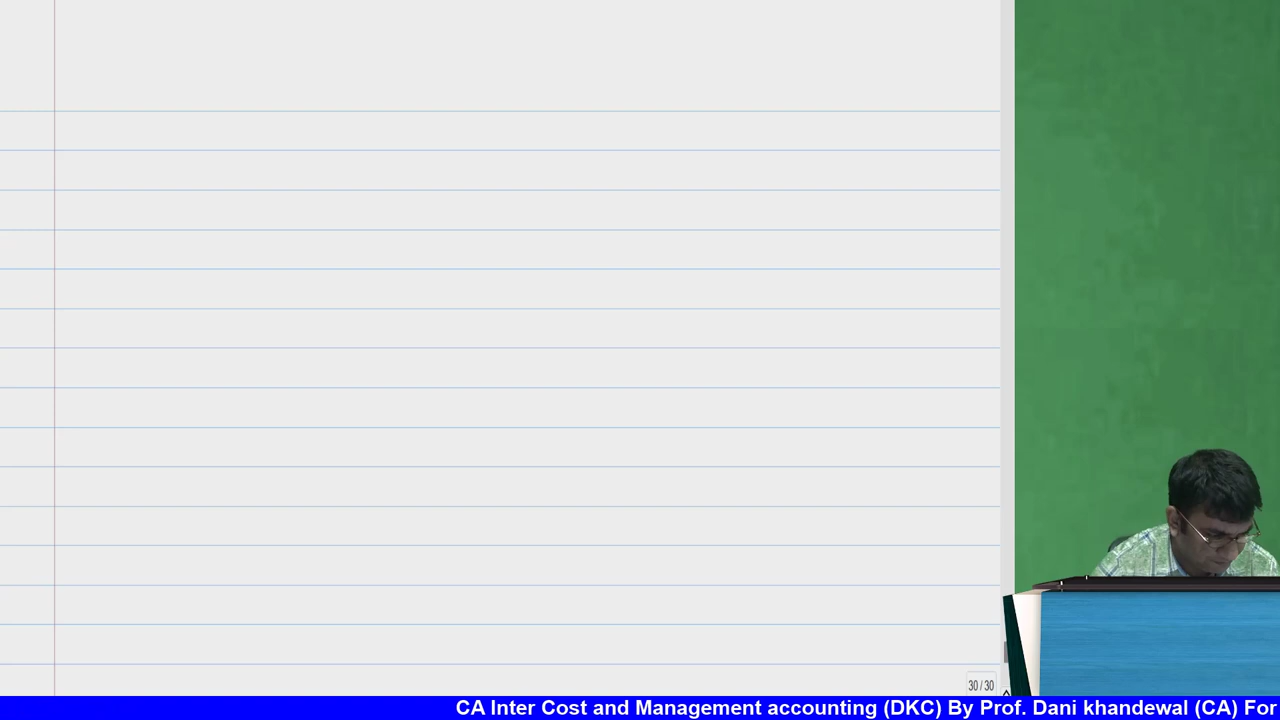 30 / 30
CA Inter Cost and Management accounting (DKC) By Prof. Dani khandewal (CA) For